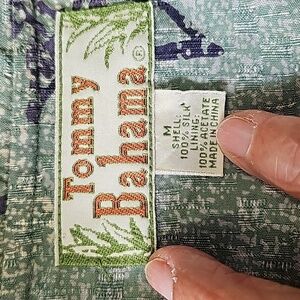 Tommy
Bahama®
M
SHELL:
100% SILK
LINING:
100% ACETATE
MADE IN CHINA